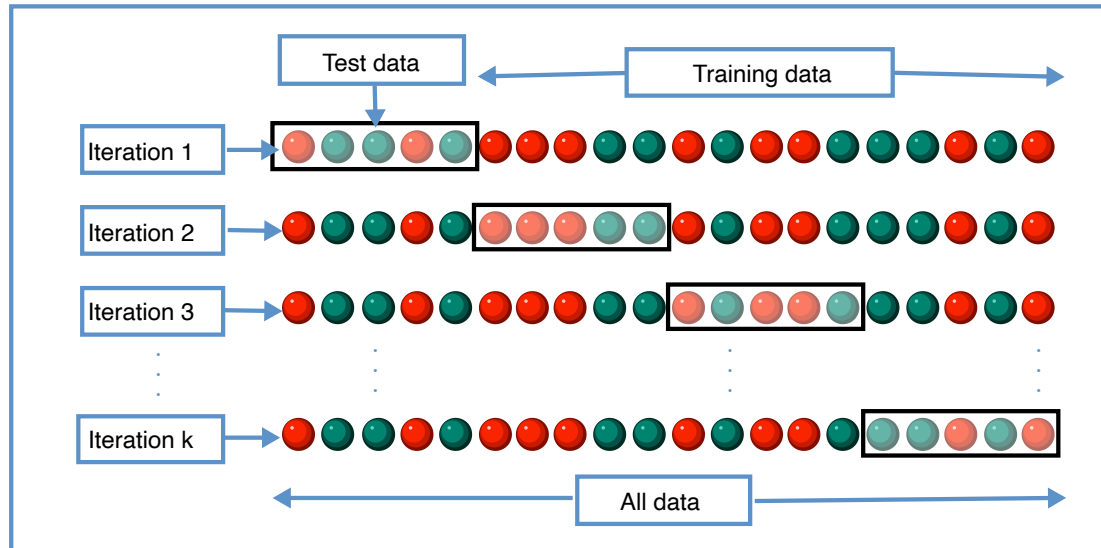 Test data
Training data
Iteration 1
Iteration 2
Iteration 3
Iteration k
All data